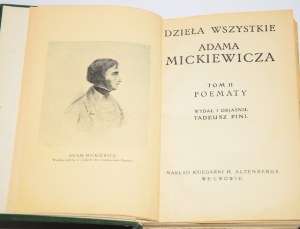 ADAM MICKIEWICZ
DZIEŁA WSZYSTKIE
ADAMA
MICKIEWICZA
TOM II
POEMATY
WYDAŁ I OBJAŚNIŁ
TADEUSZ PINI
NAKŁAD KSIĘGARNI H. ALTENBERGA
WE LWOWIE